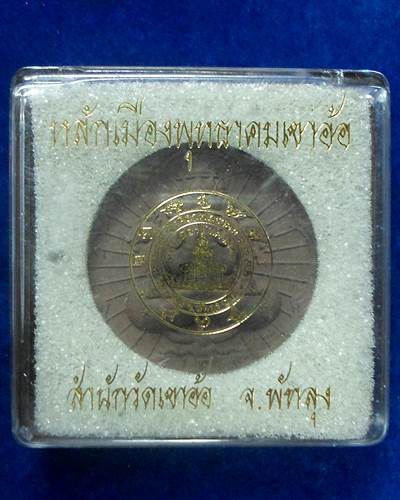 หลักเมืองพุทธาคมเขาอ้อ
สำนักวัดเขาอ้อ จ.พัทลุง